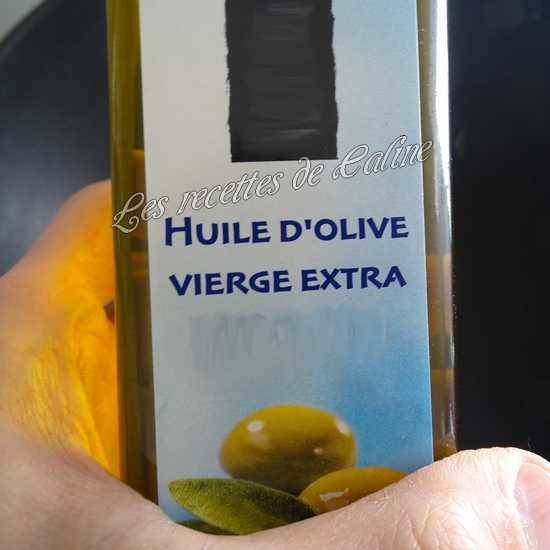 Les recettes de Caline
HUILE D'OLIVE
VIERGE EXTRA